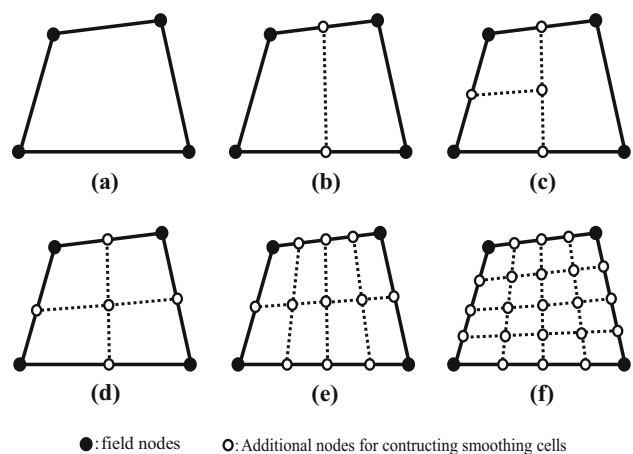 (a) (b) (c)
(d) (e) (f)
: field nodes : Additional nodes for contructing smoothing cells